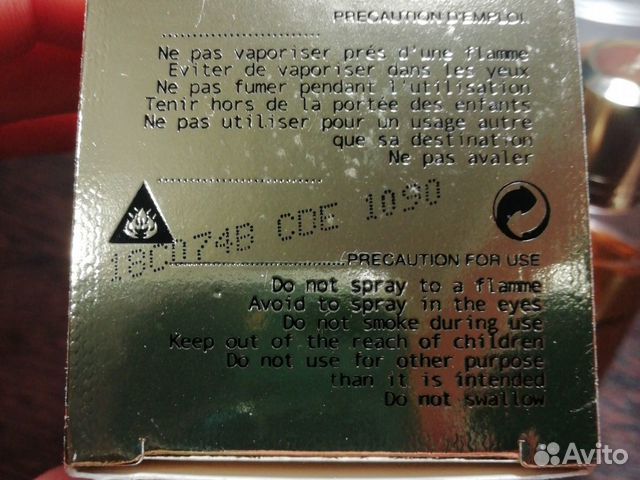 PRECAUTION D'EMPLOI
Ne pas vaporiser prés d'une flamme
Eviter de vaporiser dans les yeux
Ne pas fumer pendant l'utilisation
Tenir hors de la portée des enfants
Ne pas utiliser pour un usage autre
que sa destination
Ne pas avaler
18CD74B CDE 1090
PRECAUTION FOR USE
Do not spray to a flamme
Avoid to spray in the eyes
Do not smoke during use
Keep out of the reach of children
Do not use for other purpose
than it is intended
Do not swallow
Avito